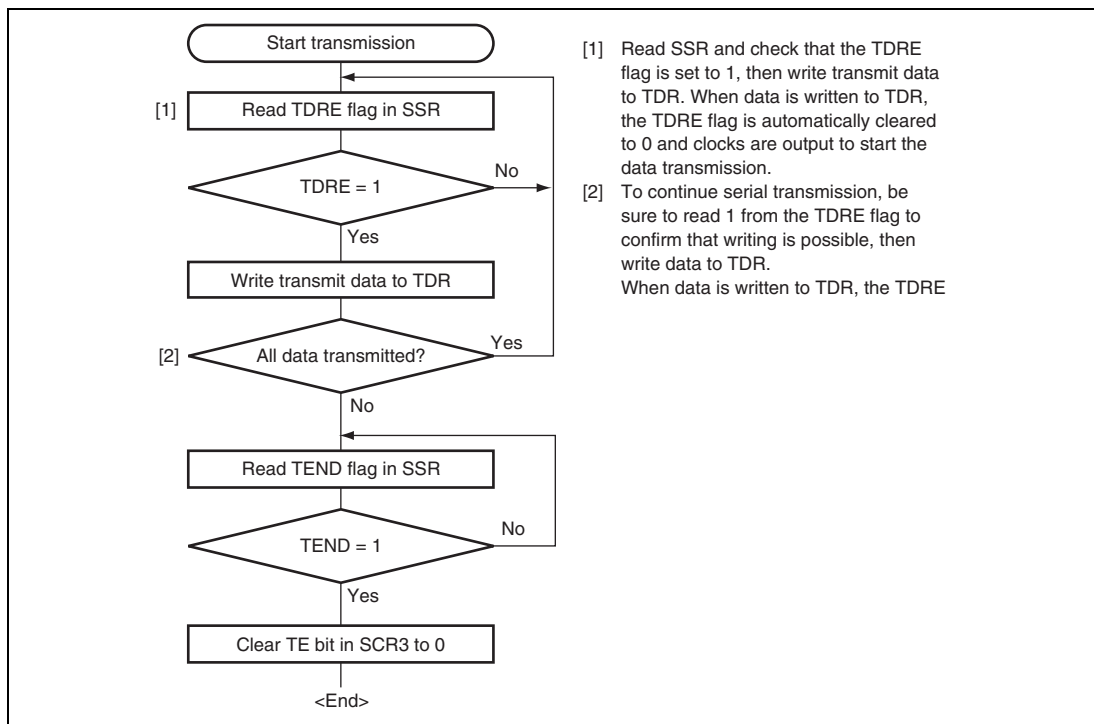 Start transmission
[1] Read TDRE flag in SSR
TDRE = 1
No
Yes
Write transmit data to TDR
[2] All data transmitted?
Yes
No
Read TEND flag in SSR
TEND = 1
No
Yes
Clear TE bit in SCR3 to 0
<End>
[1] Read SSR and check that the TDRE
flag is set to 1, then write transmit data
to TDR. When data is written to TDR,
the TDRE flag is automatically cleared
to 0 and clocks are output to start the
data transmission.
[2] To continue serial transmission, be
sure to read 1 from the TDRE flag to
confirm that writing is possible, then
write data to TDR.
When data is written to TDR, the TDRE